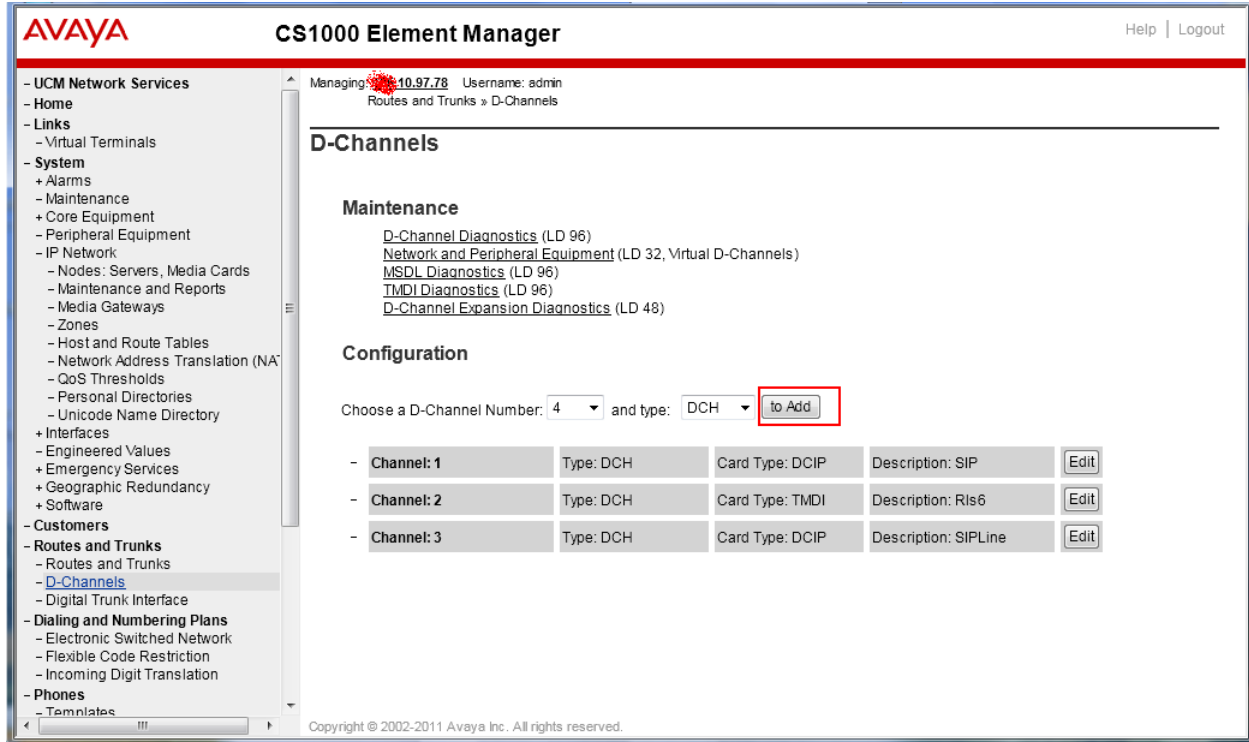 AVAYA
CS1000 Element Manager
Help | Logout
- UCM Network Services
- Home
- Links
- Virtual Terminals
- System
+ Alarms
- Maintenance
+ Core Equipment
- Peripheral Equipment
- IP Network
- Nodes: Servers, Media Cards
- Maintenance and Reports
- Media Gateways
- Zones
- Host and Route Tables
- Network Address Translation (NAT
- QoS Thresholds
- Personal Directories
- Unicode Name Directory
+ Interfaces
- Engineered Values
+ Emergency Services
+ Geographic Redundancy
+ Software
- Customers
- Routes and Trunks
- Routes and Trunks
- D-Channels
- Digital Trunk Interface
- Dialing and Numbering Plans
- Electronic Switched Network
- Flexible Code Restriction
- Incoming Digit Translation
- Phones
- Templates
Managing: 10.97.78 Username: admin
Routes and Trunks » D-Channels
D-Channels
Maintenance
D-Channel Diagnostics (LD 96)
Network and Peripheral Equipment (LD 32, Virtual D-Channels)
MSDL Diagnostics (LD 96)
TMDI Diagnostics (LD 96)
D-Channel Expansion Diagnostics (LD 48)
Configuration
Choose a D-Channel Number: 4 and type: DCH to Add
- Channel: 1 Type: DCH Card Type: DCIP Description: SIP Edit
- Channel: 2 Type: DCH Card Type: TMDI Description: Rls6 Edit
- Channel: 3 Type: DCH Card Type: DCIP Description: SIPLine Edit
Copyright © 2002-2011 Avaya Inc. All rights reserved.